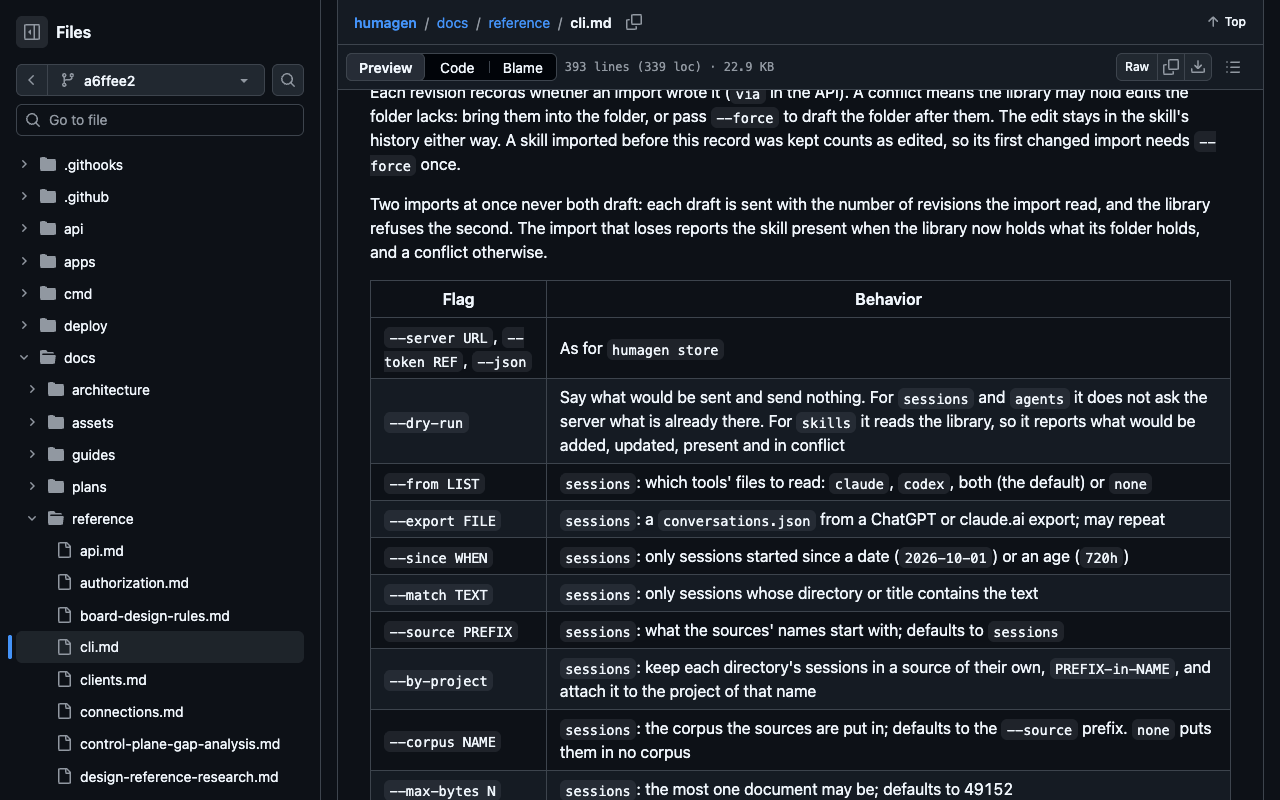 Files
humagen / docs / reference / cli.md
Top
a6ffee2
Preview Code Blame 393 lines (339 loc) · 22.9 KB Raw
Go to file
.githooks
.github
api
apps
cmd
deploy
docs
architecture
assets
guides
plans
reference
api.md
authorization.md
board-design-rules.md
cli.md
clients.md
connections.md
control-plane-gap-analysis.md
design-reference-research.md
Each revision records whether an import wrote it ( via in the API). A conflict means the library may hold edits the
folder lacks: bring them into the folder, or pass --force to draft the folder after them. The edit stays in the skill's
history either way. A skill imported before this record was kept counts as edited, so its first changed import needs --
force once.
Two imports at once never both draft: each draft is sent with the number of revisions the import read, and the library
refuses the second. The import that loses reports the skill present when the library now holds what its folder holds,
and a conflict otherwise.
Flag Behavior
--server URL, --
token REF, --json
As for humagen store
--dry-run
Say what would be sent and send nothing. For sessions and agents it does not ask the
server what is already there. For skills it reads the library, so it reports what would be
added, updated, present and in conflict
--from LIST sessions: which tools' files to read: claude, codex, both (the default) or none
--export FILE sessions: a conversations.json from a ChatGPT or claude.ai export; may repeat
--since WHEN sessions: only sessions started since a date (2026-10-01) or an age (720h)
--match TEXT sessions: only sessions whose directory or title contains the text
--source PREFIX sessions: what the sources' names start with; defaults to sessions
--by-project
sessions: keep each directory's sessions in a source of their own, PREFIX-in-NAME, and
attach it to the project of that name
--corpus NAME
sessions: the corpus the sources are put in; defaults to the --source prefix. none puts
them in no corpus
--max-bytes N sessions: the most one document may be; defaults to 49152